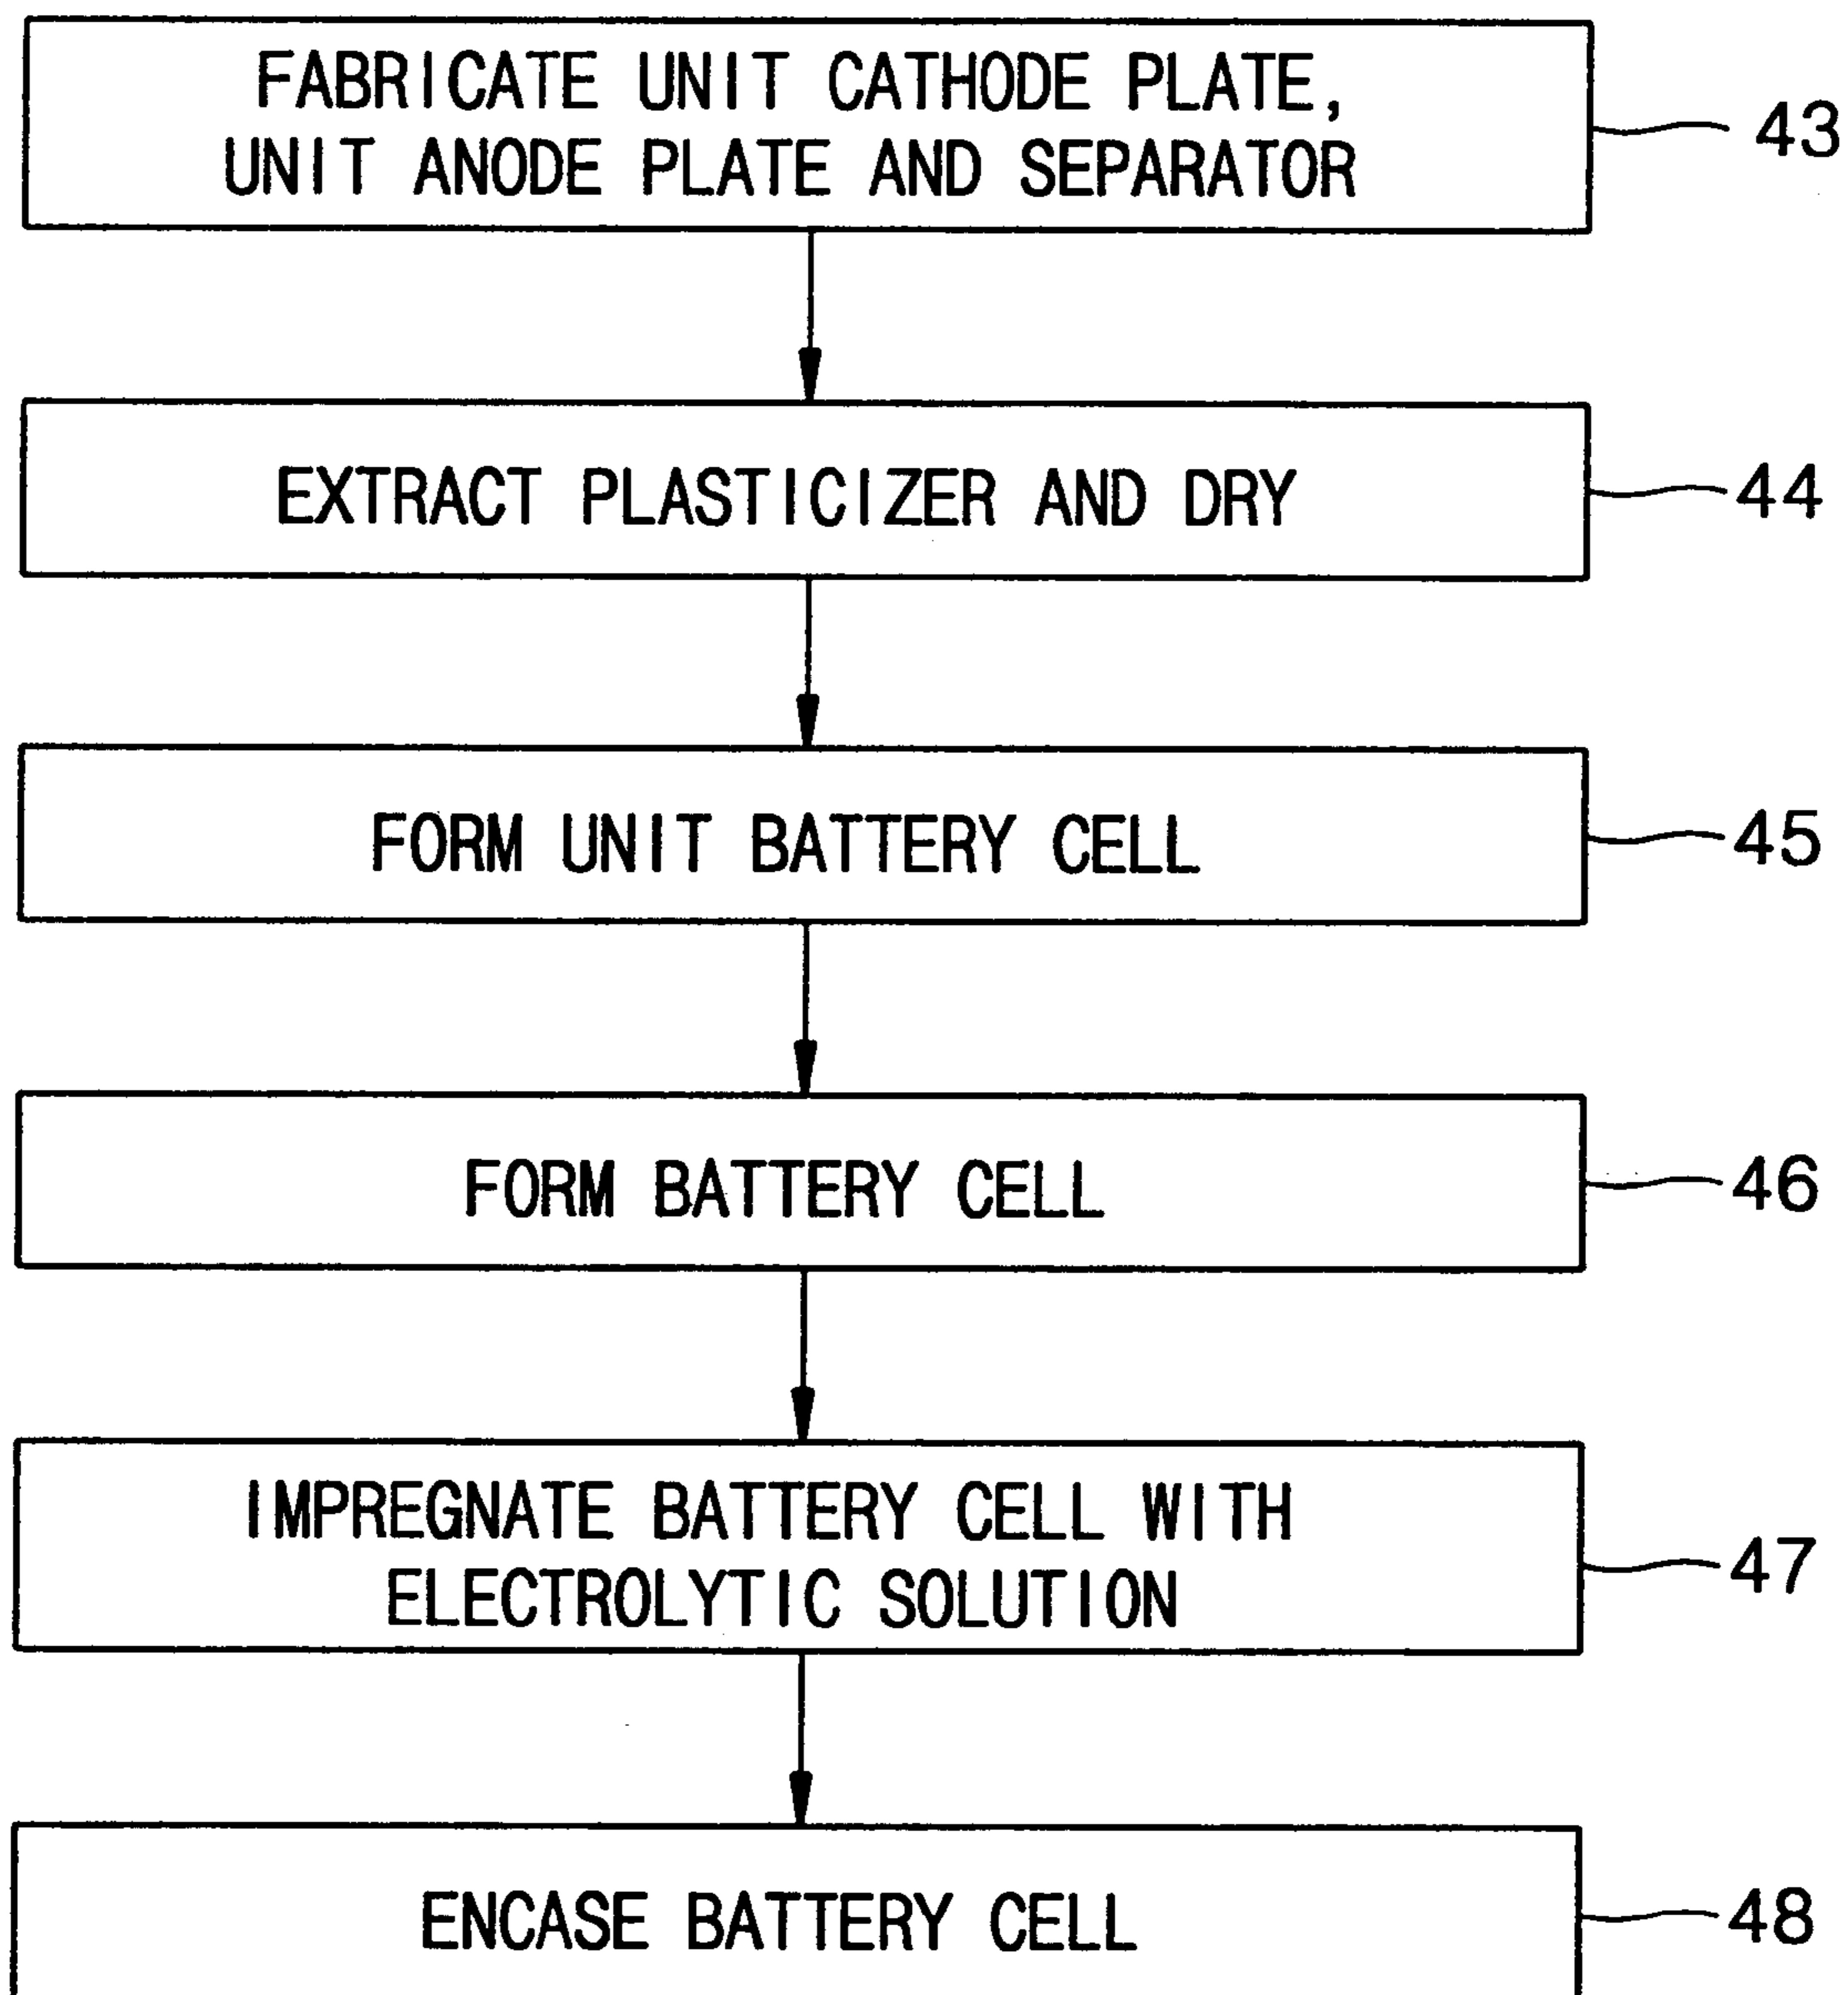 FABRICATE UNIT CATHODE PLATE,
UNIT ANODE PLATE AND SEPARATOR
43
EXTRACT PLASTICIZER AND DRY
44
FORM UNIT BATTERY CELL
45
FORM BATTERY CELL
46
IMPREGNATE BATTERY CELL WITH
ELECTROLYTIC SOLUTION
47
ENCASE BATTERY CELL
48